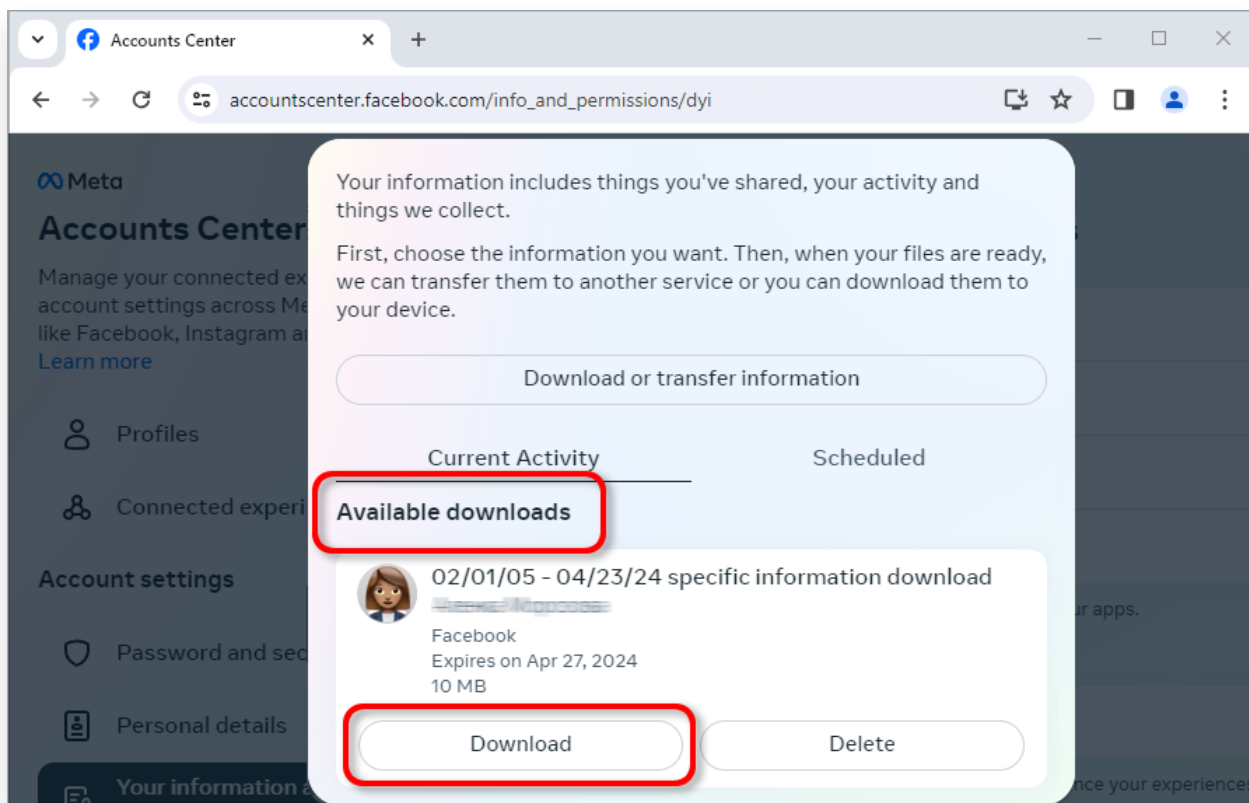 Accounts Center
accountscenter.facebook.com/info_and_permissions/dyi
Meta
Accounts Center
Manage your connected ex
account settings across Me
like Facebook, Instagram a
Learn more
Profiles
Connected experi
Account settings
Password and sec
Personal details
Your information a
Your information includes things you've shared, your activity and
things we collect.
First, choose the information you want. Then, when your files are ready,
we can transfer them to another service or you can download them to
your device.
Download or transfer information
Current Activity
Scheduled
Available downloads
02/01/05 - 04/23/24 specific information download
Facebook
Expires on Apr 27, 2024
10 MB
Download
Delete
ur apps.
nce your experience